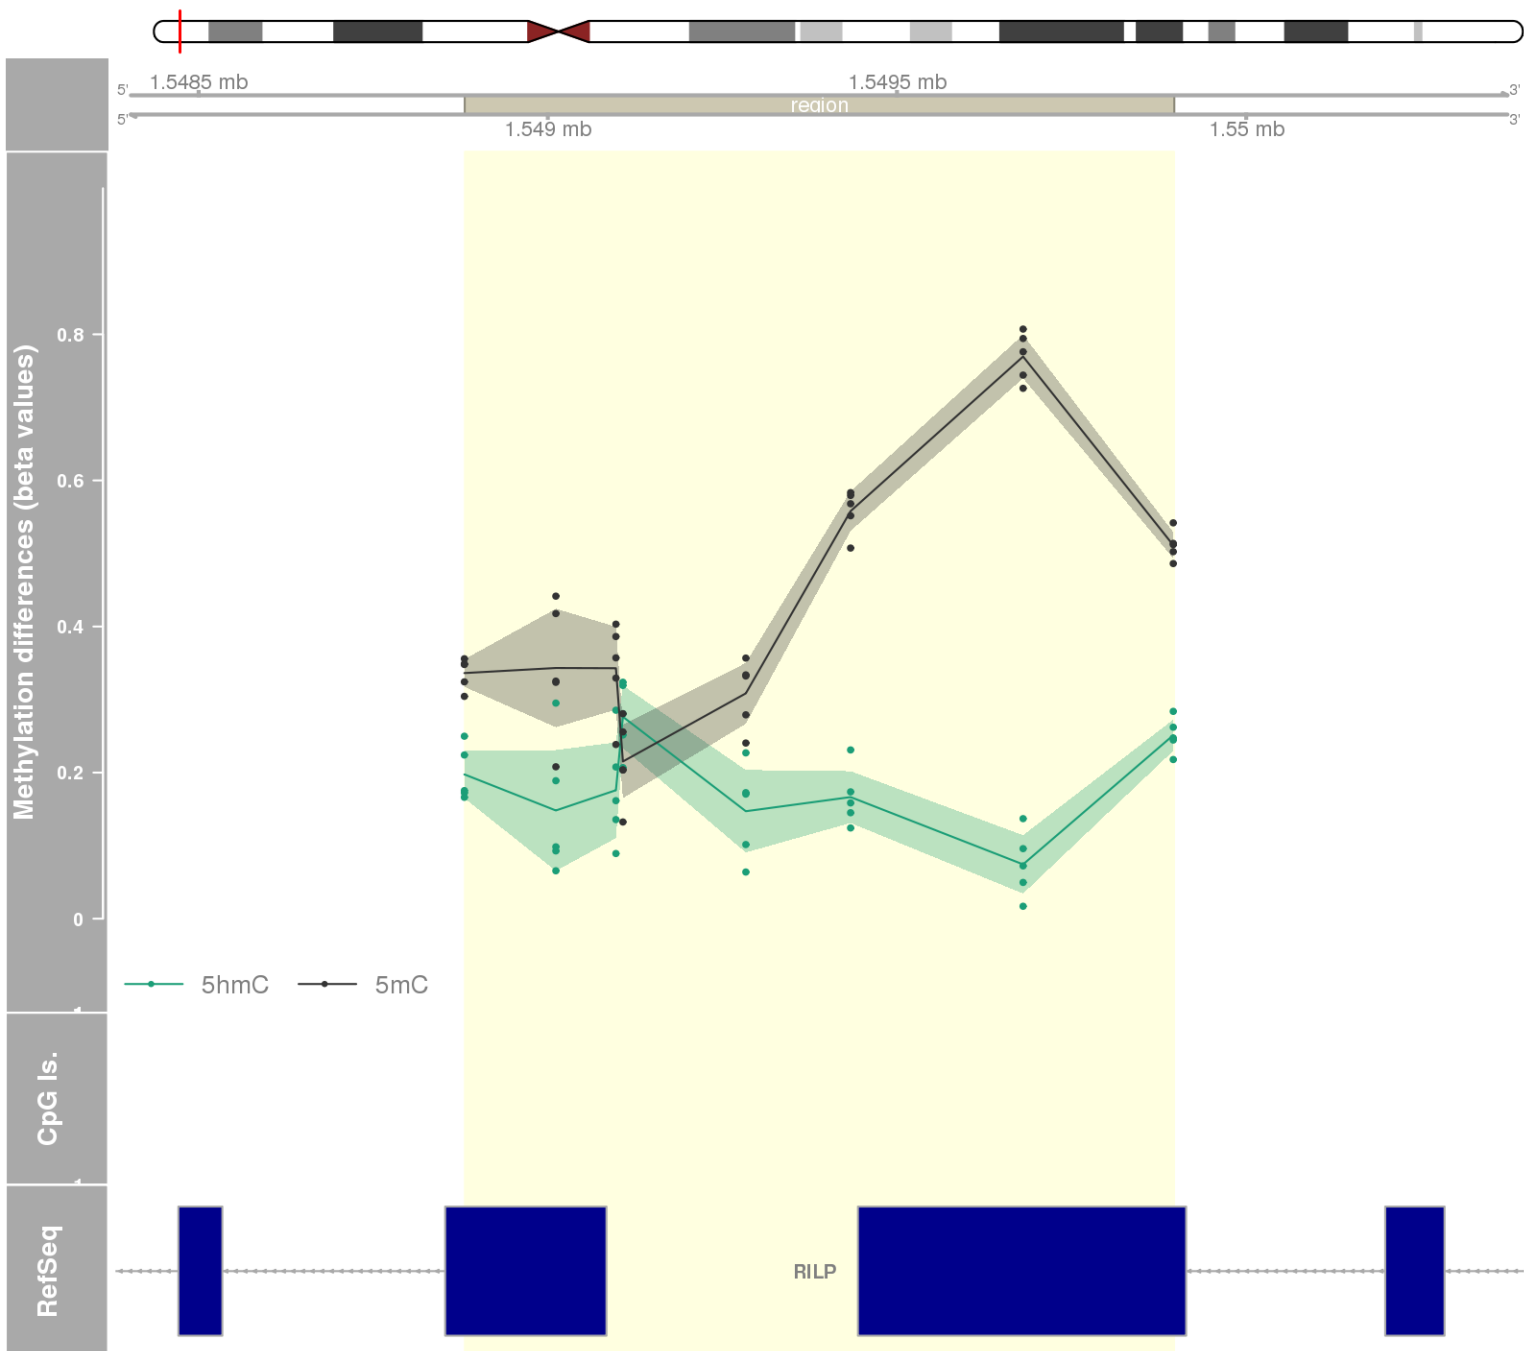 1.5485 mb
1.5495 mb
5'
3'
region
5'
3'
1.549 mb
1.55 mb
Methylation differences (beta values)
0.8
0.6
0.4
0.2
0
5hmC
5mC
CpG Is.
RefSeq
RILP